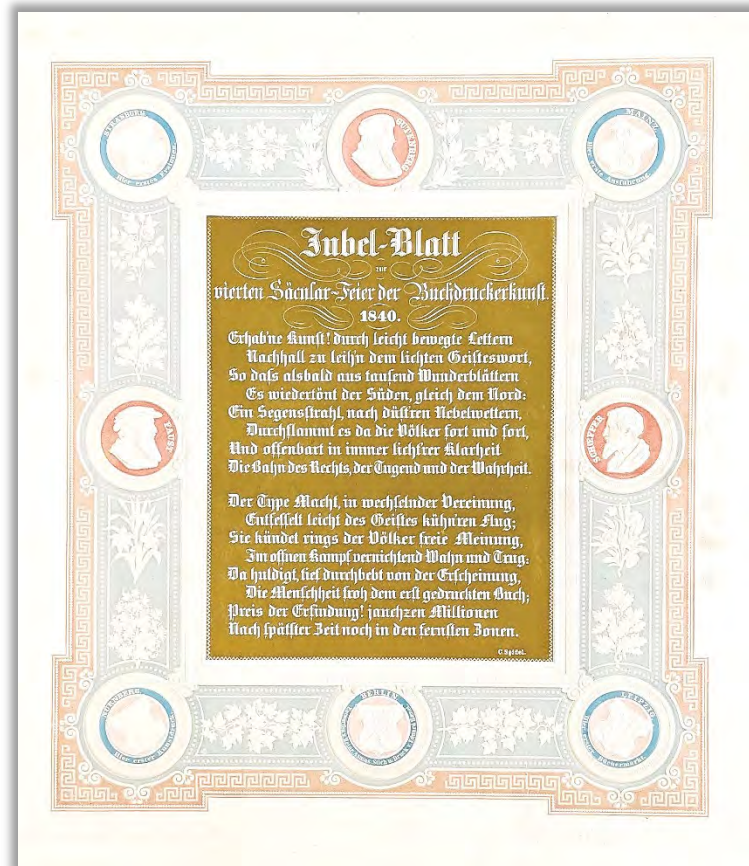 STRASBURG
GUTENBERG
MAINZ
Jubel-Blatt
zur
vierten Säcular-Feier der Buchdruckerkunst.
1840.
Erhab'ne Kunst! durch leicht bewegte Lettern
Nachhall zu leih'n dem lichten Geisteswort,
So dass alsbald aus tausend Wunderblättern
Es wiedertönt der Süden, gleich dem Nord:
Ein Segensstrahl, nach düstren Nebelwettern,
Durchflammt es da die Völker fort und fort,
Und offenbart in immer licht'rer Klarheit
Die Bahn des Rechts, der Tugend und der Wahrheit.
FAUST
SCHŒFFER
Der Type Macht, in wechselnder Vereinung,
Entfesselt leicht des Geistes kühn'ren Flug;
Sie kündet rings der Völker freie Meinung,
Im offnen Kampf vernichtend Wahn und Trug:
Da huldigt, tief durchbebt von der Erscheinung,
Die Menschheit froh dem erst gedruckten Buch;
Preis der Erfindung! jauchzen Millionen
Nach spätster Zeit noch in den fernsten Zonen.
NÜRNBERG
BERLIN
LEIPZIG